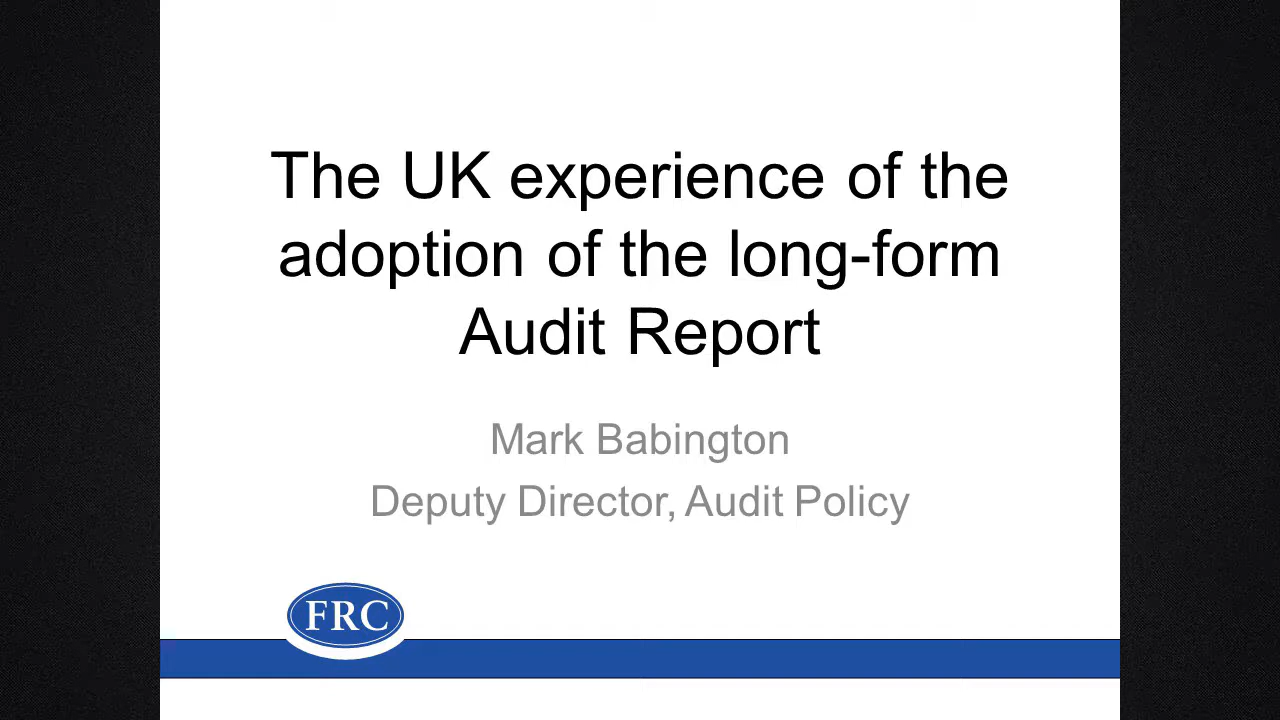 The UK experience of the
adoption of the long-form
Audit Report
Mark Babington
Deputy Director, Audit Policy
FRC